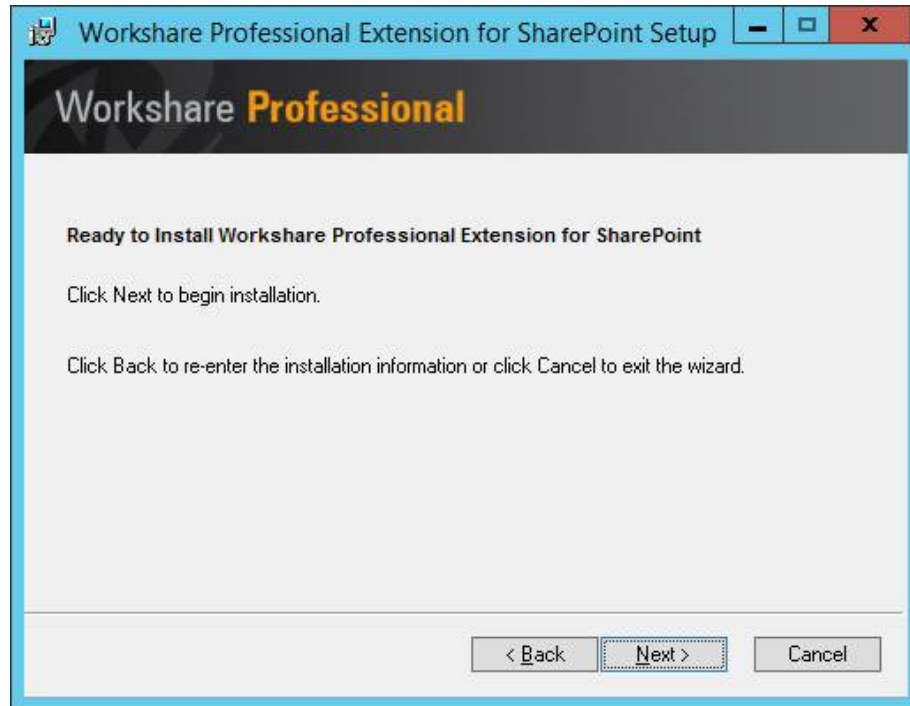 Workshare Professional Extension for SharePoint Setup
Workshare Professional
Ready to Install Workshare Professional Extension for SharePoint
Click Next to begin installation.
Click Back to re-enter the installation information or click Cancel to exit the wizard.
< Back Next > Cancel